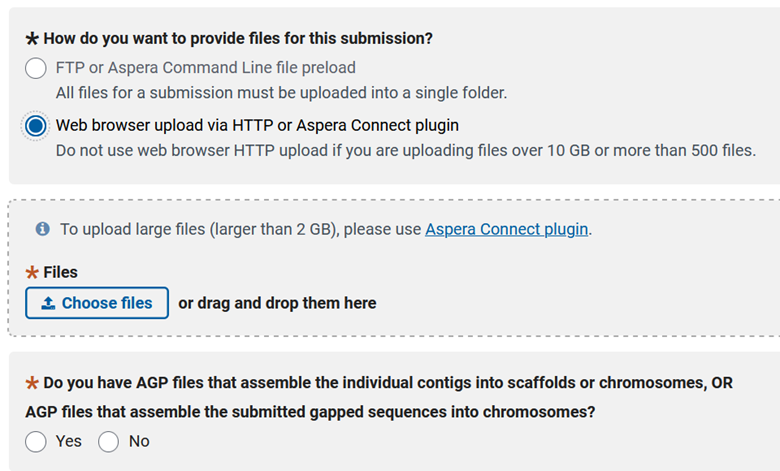 * How do you want to provide files for this submission?
FTP or Aspera Command Line file preload
All files for a submission must be uploaded into a single folder.
Web browser upload via HTTP or Aspera Connect plugin
Do not use web browser HTTP upload if you are uploading files over 10 GB or more than 500 files.
To upload large files (larger than 2 GB), please use Aspera Connect plugin.
* Files
Choose files or drag and drop them here
* Do you have AGP files that assemble the individual contigs into scaffolds or chromosomes, OR
AGP files that assemble the submitted gapped sequences into chromosomes?
Yes No